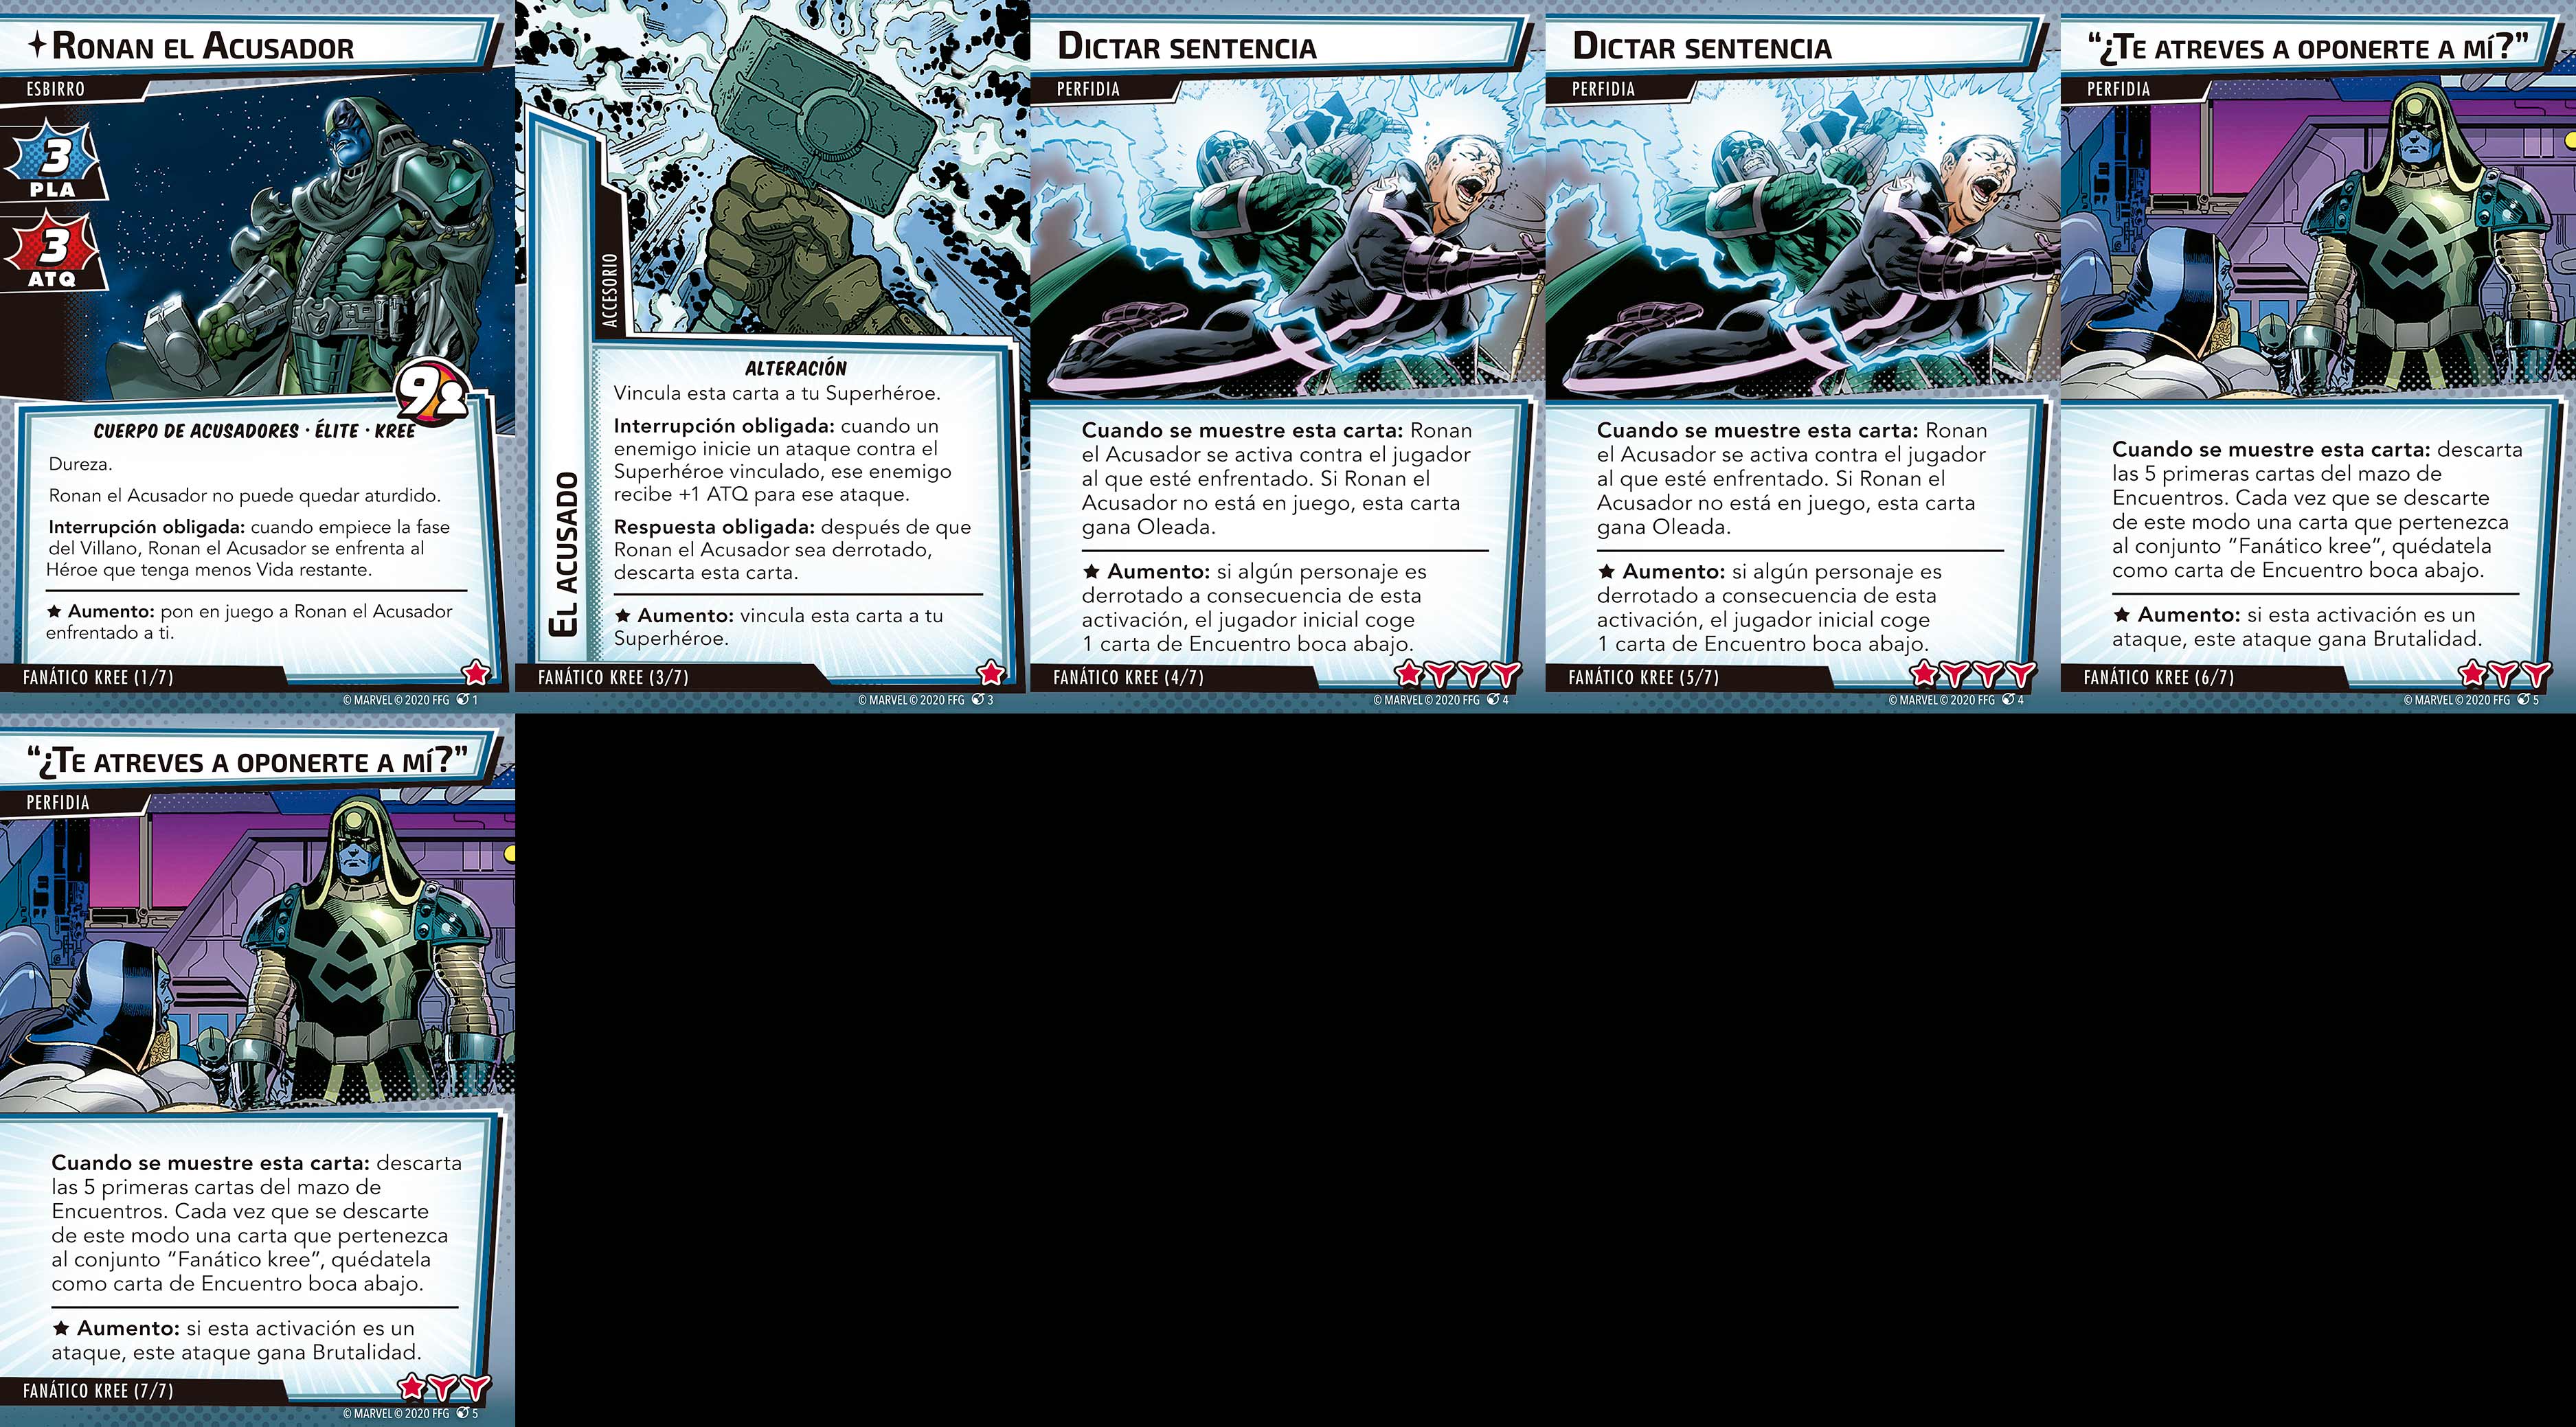 RONAN EL ACUSADOR
ESBIRRO
3
PLA
3
ATQ
9
CUERPO DE ACUSADORES · ÉLITE · KREE
Dureza.
Ronan el Acusador no puede quedar aturdido.
Interrupción obligada: cuando empiece la fase
del Villano, Ronan el Acusador se enfrenta al
Héroe que tenga menos Vida restante.
★ Aumento: pon en juego a Ronan el Acusador
enfrentado a ti.
FANÁTICO KREE (1/7)
© MARVEL © 2020 FFG 1
EL ACUSADO
ACCESORIO
ALTERACIÓN
Vincula esta carta a tu Superhéroe.
Interrupción obligada: cuando un
enemigo inicie un ataque contra el
Superhéroe vinculado, ese enemigo
recibe +1 ATQ para ese ataque.
Respuesta obligada: después de que
Ronan el Acusador sea derrotado,
descarta esta carta.
★ Aumento: vincula esta carta a tu
Superhéroe.
FANÁTICO KREE (3/7)
© MARVEL © 2020 FFG 3
DICTAR SENTENCIA
PERFIDIA
Cuando se muestre esta carta: Ronan
el Acusador se activa contra el jugador
al que esté enfrentado. Si Ronan el
Acusador no está en juego, esta carta
gana Oleada.
★ Aumento: si algún personaje es
derrotado a consecuencia de esta
activación, el jugador inicial coge
1 carta de Encuentro boca abajo.
FANÁTICO KREE (4/7)
© MARVEL © 2020 FFG 4
DICTAR SENTENCIA
PERFIDIA
Cuando se muestre esta carta: Ronan
el Acusador se activa contra el jugador
al que esté enfrentado. Si Ronan el
Acusador no está en juego, esta carta
gana Oleada.
★ Aumento: si algún personaje es
derrotado a consecuencia de esta
activación, el jugador inicial coge
1 carta de Encuentro boca abajo.
FANÁTICO KREE (5/7)
© MARVEL © 2020 FFG 4
“¿TE ATREVES A OPONERTE A MÍ?”
PERFIDIA
Cuando se muestre esta carta: descarta
las 5 primeras cartas del mazo de
Encuentros. Cada vez que se descarte
de este modo una carta que pertenezca
al conjunto “Fanático kree”, quédatela
como carta de Encuentro boca abajo.
★ Aumento: si esta activación es un
ataque, este ataque gana Brutalidad.
FANÁTICO KREE (6/7)
© MARVEL © 2020 FFG 5
“¿TE ATREVES A OPONERTE A MÍ?”
PERFIDIA
Cuando se muestre esta carta: descarta
las 5 primeras cartas del mazo de
Encuentros. Cada vez que se descarte
de este modo una carta que pertenezca
al conjunto “Fanático kree”, quédatela
como carta de Encuentro boca abajo.
★ Aumento: si esta activación es un
ataque, este ataque gana Brutalidad.
FANÁTICO KREE (7/7)
© MARVEL © 2020 FFG 5